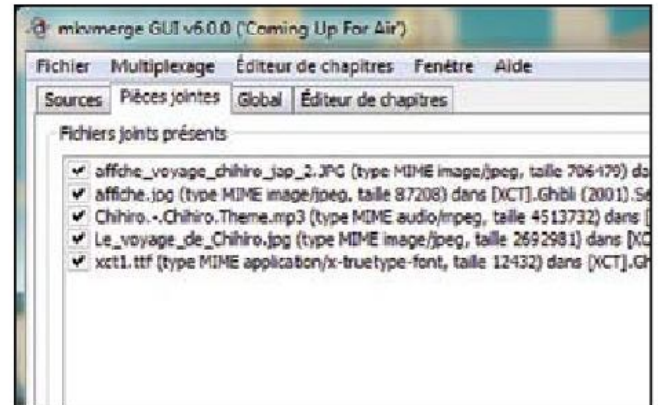 mkvmerge GUI v6.0.0 ('Coming Up For Air')
Fichier Multiplexage Éditeur de chapitres Fenêtre Aide
Sources Pièces jointes Global Éditeur de chapitres
Fichiers joints présents
affche_voyage_chihiro_jap_2.JPG (type MIME image/jpeg, taille 706479) da
affiche.jpg (type MIME image/jpeg, taille 87208) dans [XCT].Ghibli (2001).Se
Chihiro.-.Chihiro.Theme.mp3 (type MIME audio/mpeg, taille 4513732) dans [
Le_voyage_de_Chihiro.jpg (type MIME image/jpeg, taille 2692981) dans [XC
xct1.ttf (type MIME application/x-truetype-font, taille 12432) dans [XCT].Gh